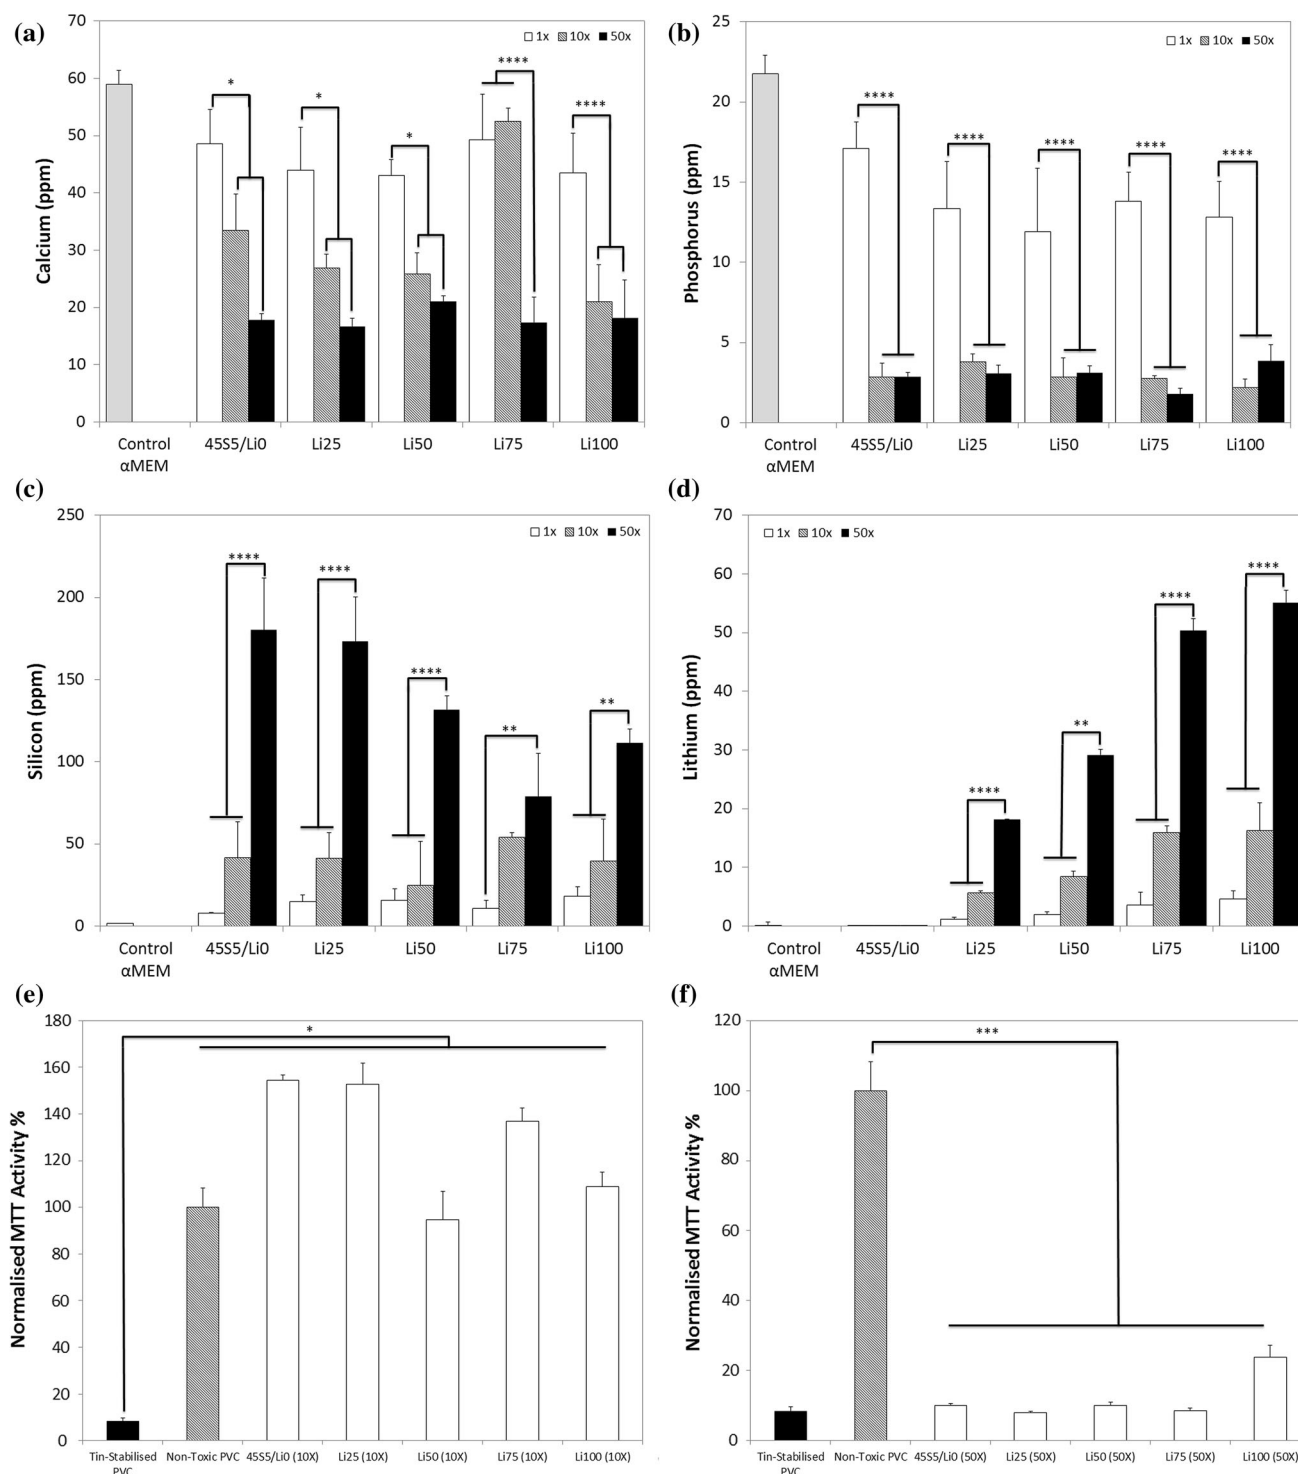 (a)
Calcium (ppm)
70
60
50
40
30
20
10
0
1x 10x 50x
*
*
*
****
****
Control αMEM
45S5/Li0
Li25
Li50
Li75
Li100
(b)
Phosphorus (ppm)
25
20
15
10
5
0
1x 10x 50x
****
****
****
****
****
Control αMEM
45S5/Li0
Li25
Li50
Li75
Li100
(c)
Silicon (ppm)
250
200
150
100
50
0
1x 10x 50x
****
****
****
**
**
Control αMEM
45S5/Li0
Li25
Li50
Li75
Li100
(d)
Lithium (ppm)
70
60
50
40
30
20
10
0
1x 10x 50x
****
**
****
****
Control αMEM
45S5/Li0
Li25
Li50
Li75
Li100
(e)
Normalised MTT Activity %
180
160
140
120
100
80
60
40
20
0
*
Tin-Stabilised PVC
Non-Toxic PVC
45S5/Li0 (10X)
Li25 (10X)
Li50 (10X)
Li75 (10X)
Li100 (10X)
(f)
Normalised MTT Activity %
120
100
80
60
40
20
0
***
Tin-Stabilised PVC
Non-Toxic PVC
45S5/Li0 (50X)
Li25 (50X)
Li50 (50X)
Li75 (50X)
Li100 (50X)